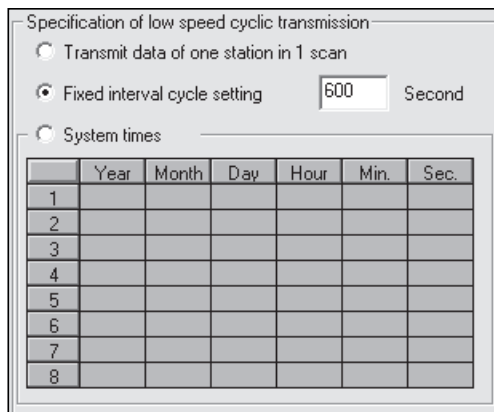 Specification of low speed cyclic transmission
Transmit data of one station in 1 scan
Fixed interval cycle setting 600 Second
System times
Year Month Day Hour Min. Sec.
1
2
3
4
5
6
7
8